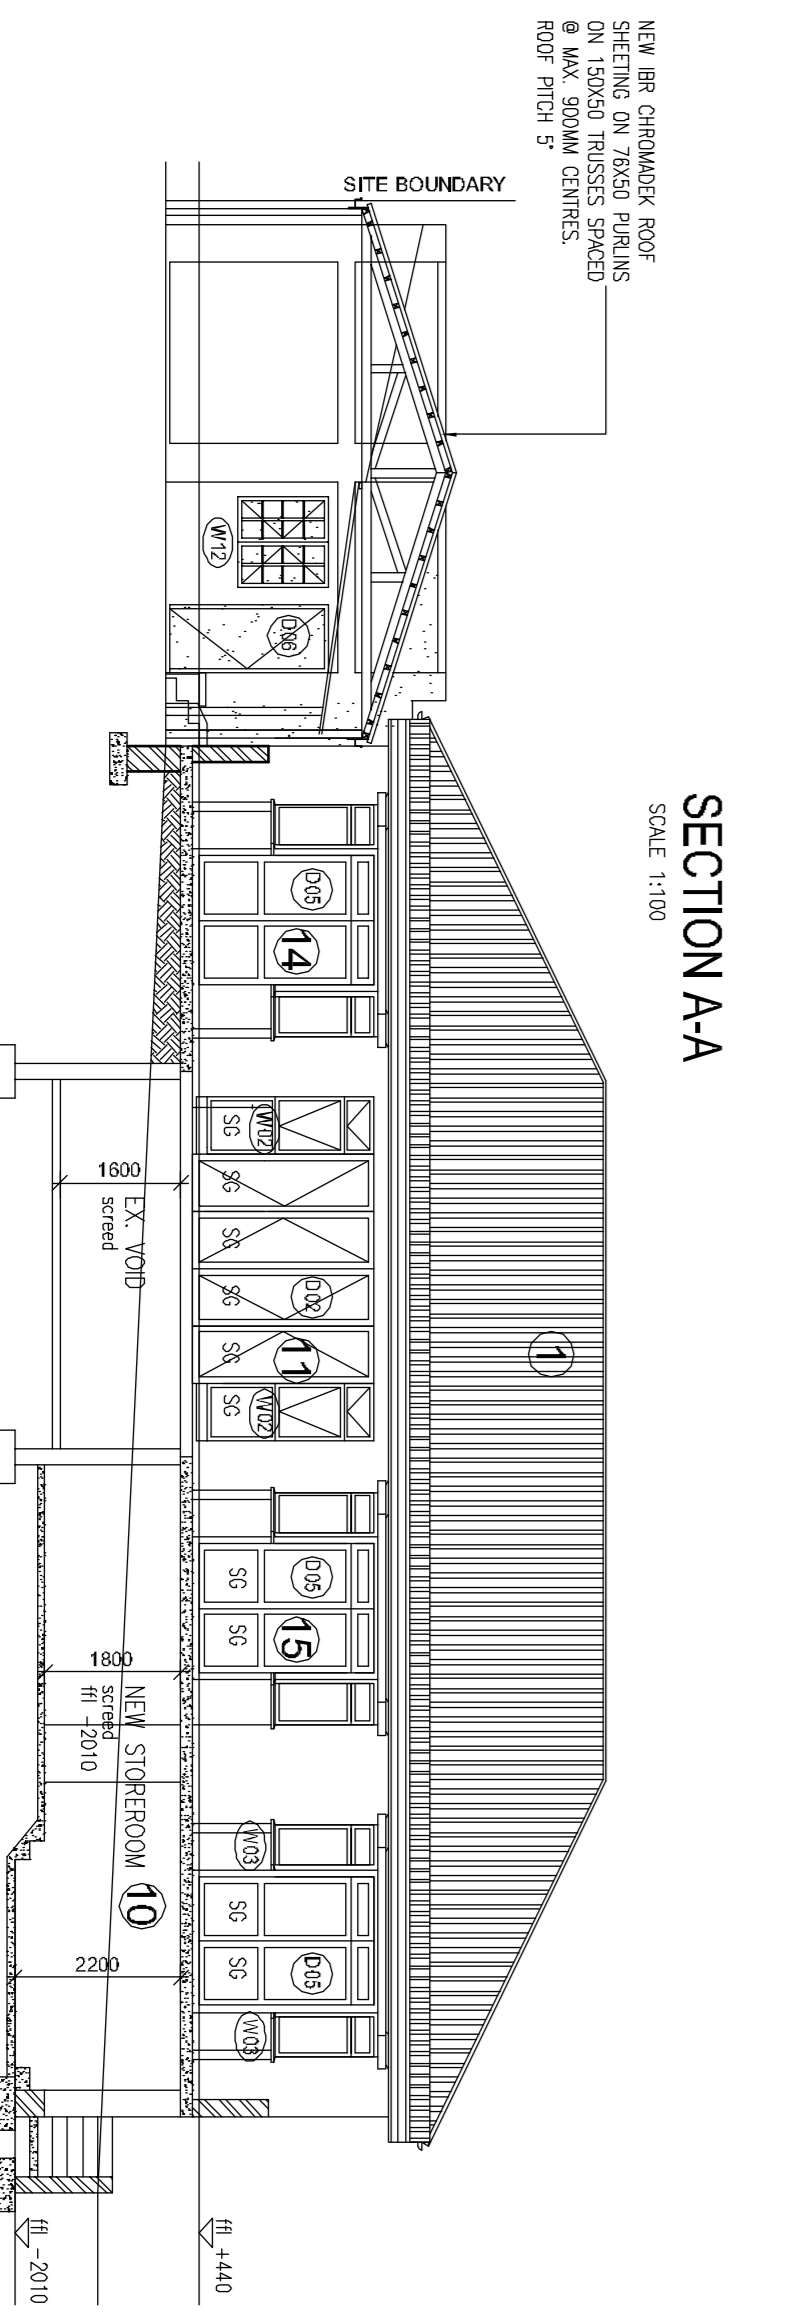 SECTION A-A
SCALE 1:100
NEW IBR CHROMADEK ROOF
SHEETING ON 76X50 PURLINS
ON 150X50 TRUSSES SPACED
@ MAX. 900MM CENTRES.
ROOF PITCH 5°
SITE BOUNDARY
1
W12
D06
D05
14
W02
SG
SG
SG
D02
SG
11
SG
W02
SG
D05
SG
15
SG
W03
SG
D05
SG
W03
1600
EX. VOID
screed
1800
NEW STOREROOM
10
screed
ffl -2010
2200
ffl +440
ffl -2010